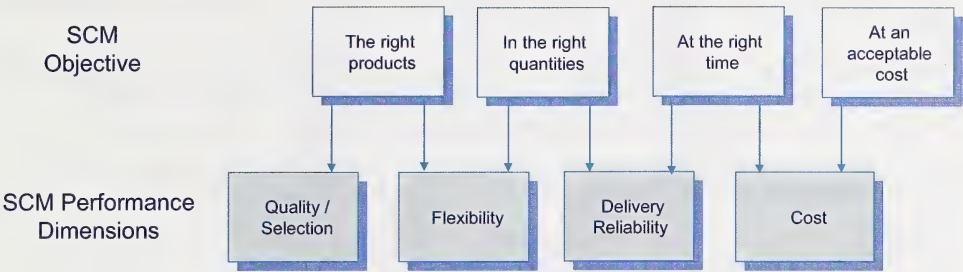 SCM
Objective
The right
products
In the right
quantities
At the right
time
At an
acceptable
cost
SCM Performance
Dimensions
Quality /
Selection
Flexibility
Delivery
Reliability
Cost